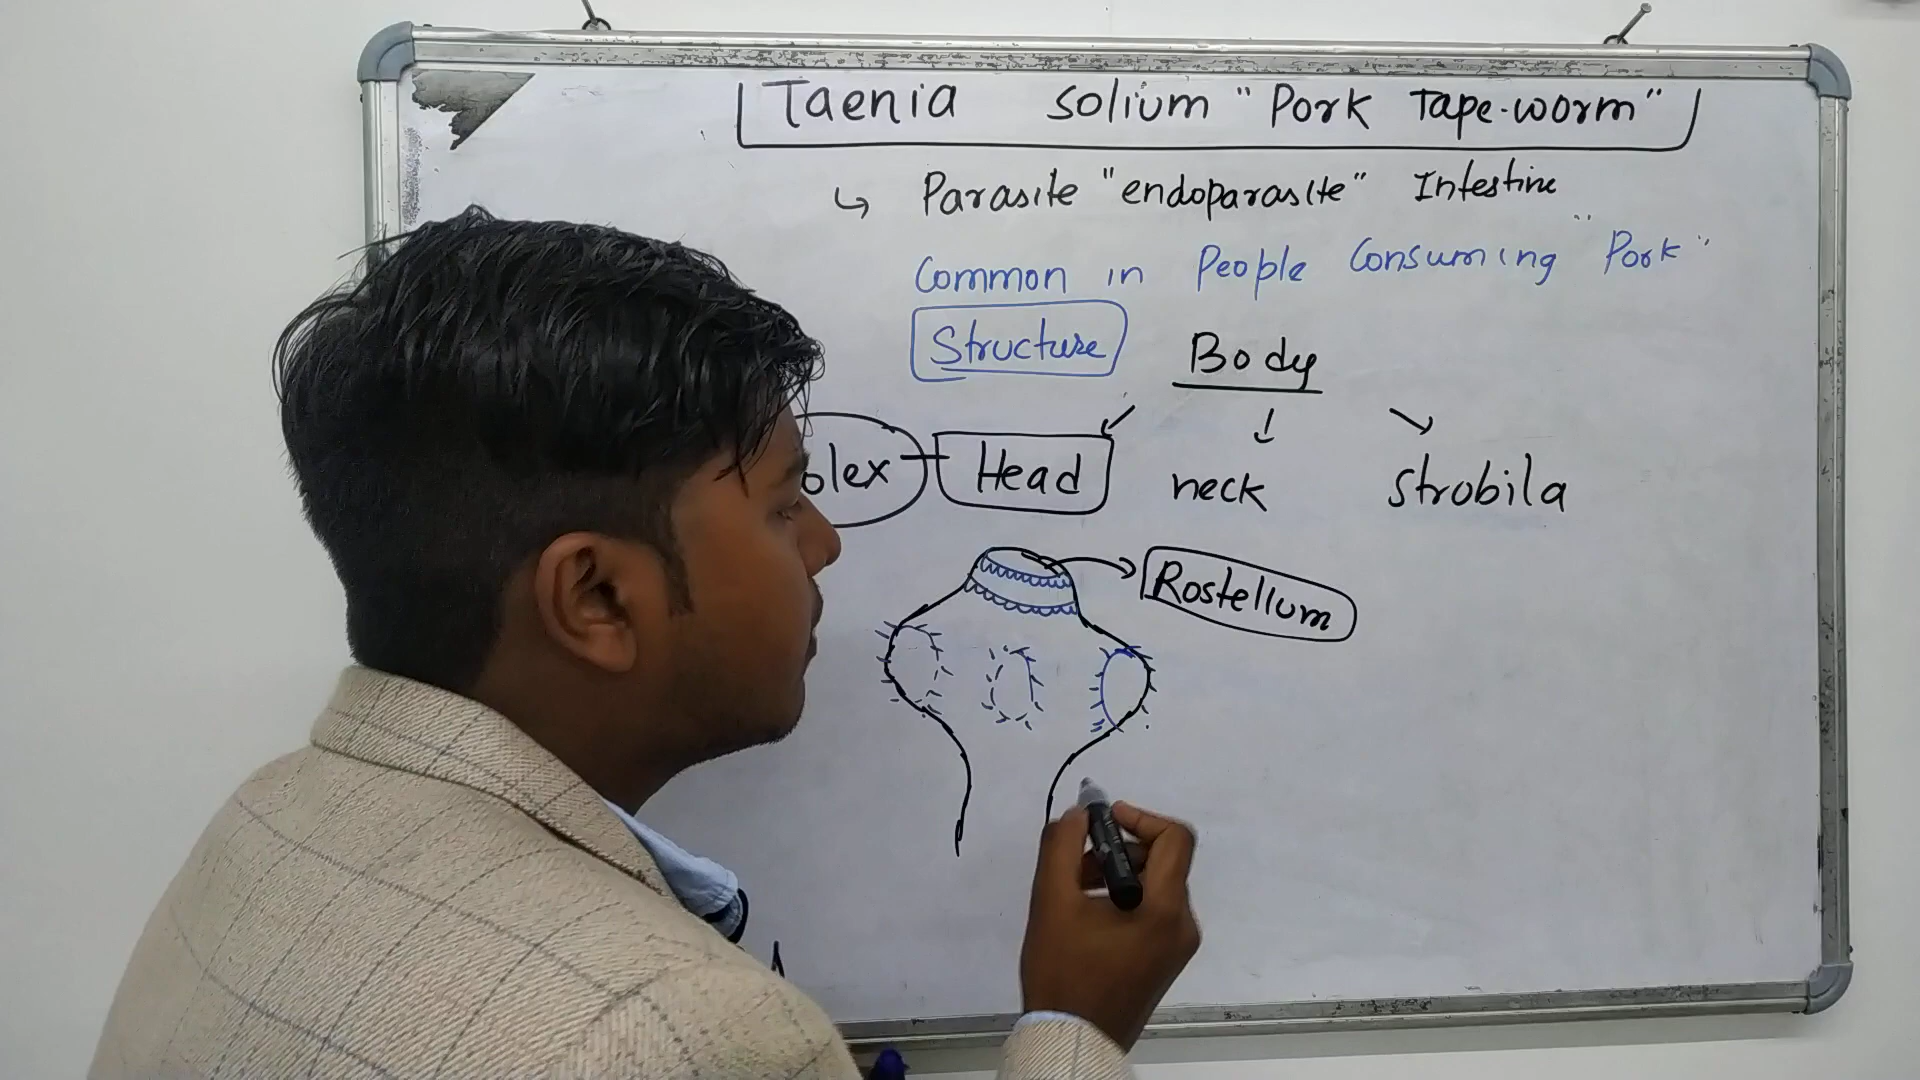 Taenia solium "Pork Tape-worm"
↳ Parasite "endoparasite" Intestine
Common in People Consuming "Pork"
Structure Body
Head neck strobila
Rostellum